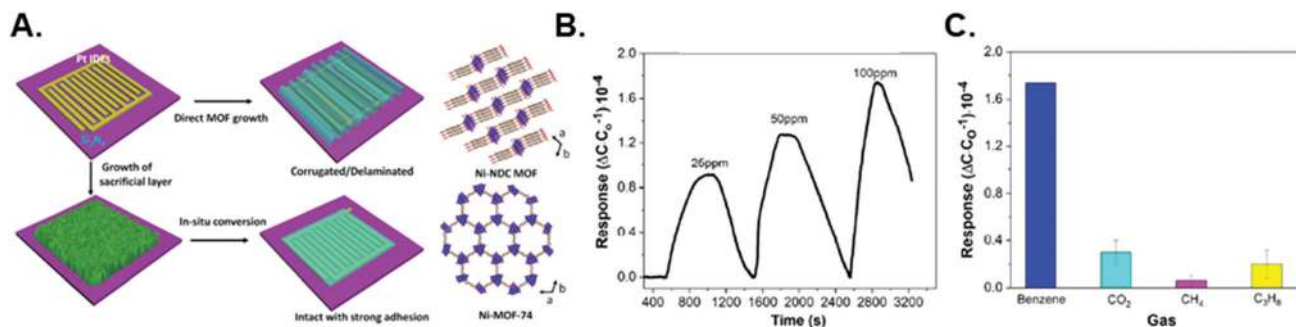 A.
Pt IDEs
Si₃N₄
Direct MOF growth
Corrugated/Delaminated
Growth of
sacrificial layer
In-situ conversion
Intact with strong adhesion
a
b
Ni-NDC MOF
b
a
Ni-MOF-74
B.
Response (ΔC·C₀⁻¹)·10⁻⁴
2.0
1.6
1.2
0.8
0.4
0.0
25ppm
50ppm
100ppm
400 800 1200 1600 2000 2400 2800 3200
Time (s)
C.
Response (ΔC·C₀⁻¹)·10⁻⁴
2.0
1.6
1.2
0.8
0.4
0.0
Benzene CO₂ CH₄ C₃H₈
Gas